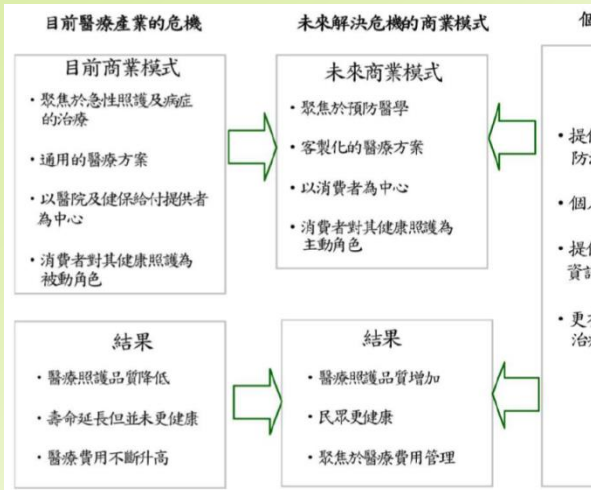 目前醫療產業的危機
目前商業模式
・聚焦於急性照護及病症
的治療
・通用的醫療方案
・以醫院及健保給付提供者
為中心
・消費者對其健康照護為
被動角色
結果
・醫療照護品質降低
・壽命延長但並未更健康
・醫療費用不斷升高
未來解決危機的商業模式
未來商業模式
・聚焦於預防醫學
・客製化的醫療方案
・以消費者為中心
・消費者對其健康照護為
主動角色
結果
・醫療照護品質增加
・民眾更健康
・聚焦於醫療費用管理
個
・提
防
・個
・提
資
・更
治